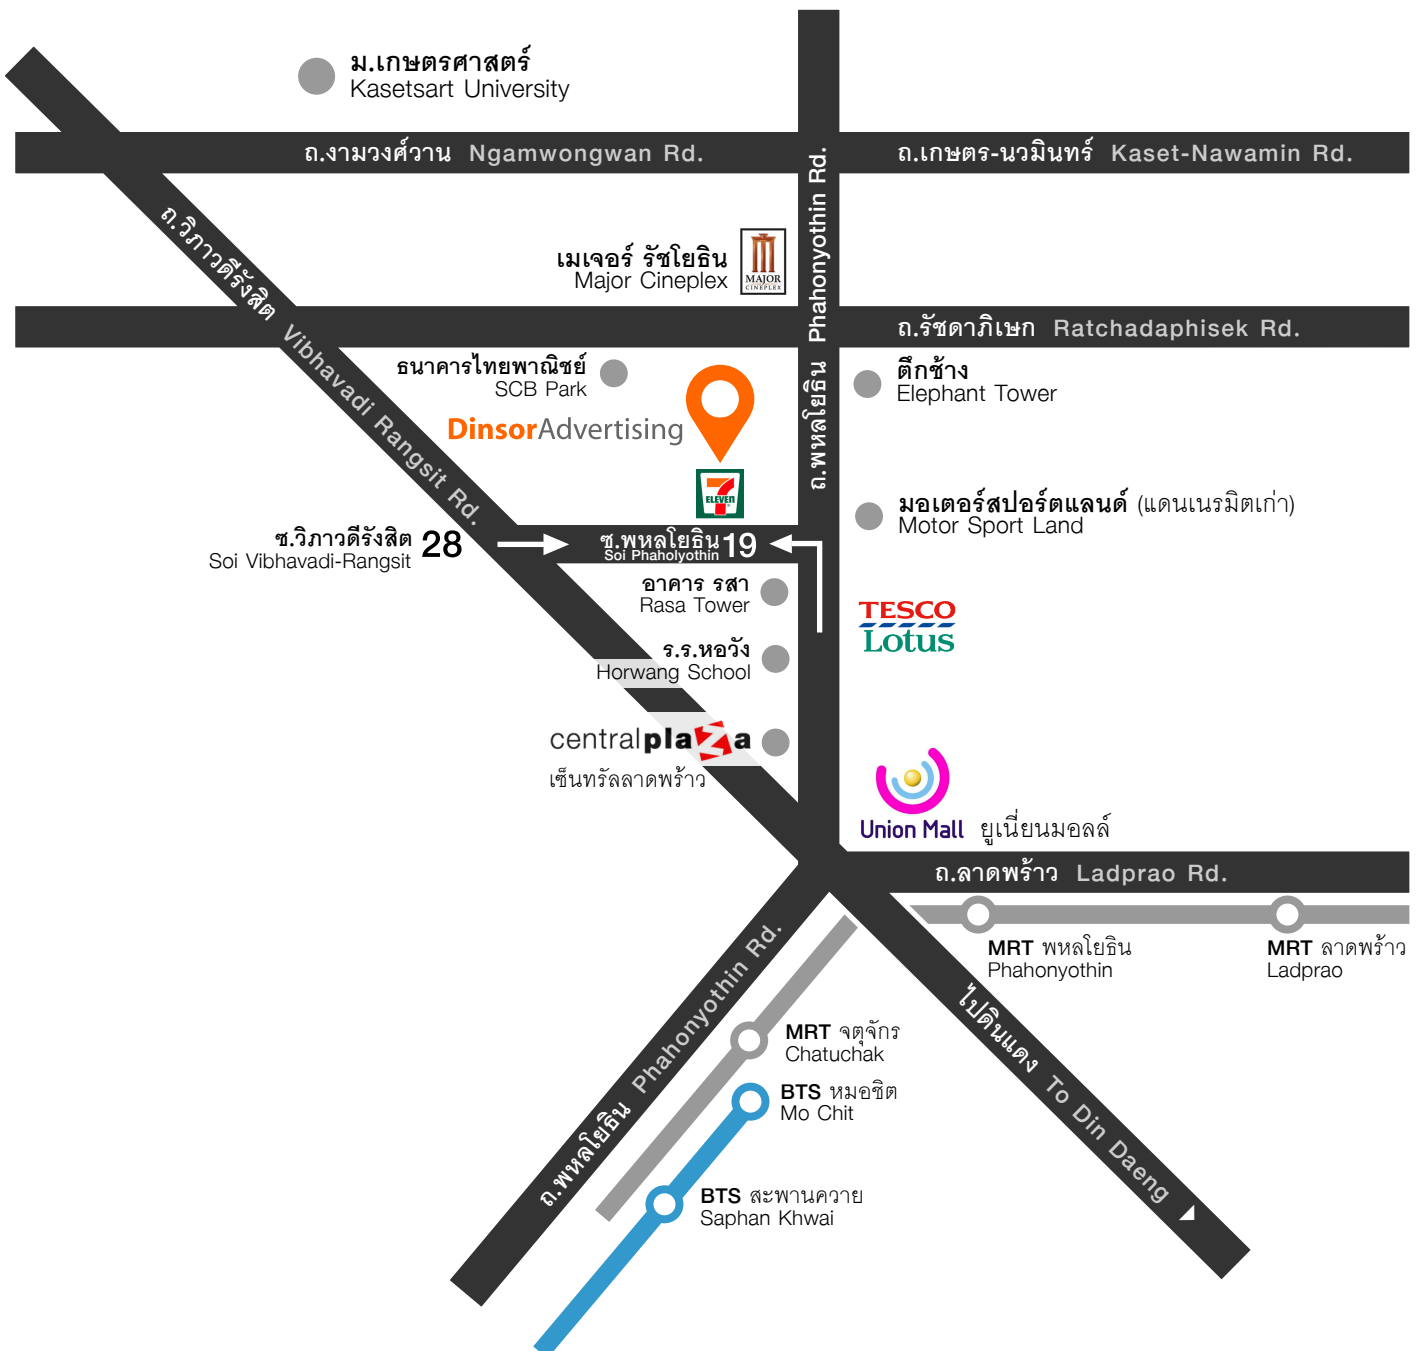 ม.เกษตรศาสตร์
Kasetsart University
ถ.งามวงศ์วาน Ngamwongwan Rd.
ถ.เกษตร-นวมินทร์ Kaset-Nawamin Rd.
ถ.วิภาวดีรังสิต Vibhavadi Rangsit Rd.
ถ.พหลโยธิน Phahonyothin Rd.
เมเจอร์ รัชโยธิน
Major Cineplex
MAJOR
CINEPLEX
ถ.รัชดาภิเษก Ratchadaphisek Rd.
ธนาคารไทยพาณิชย์
SCB Park
ตึกช้าง
Elephant Tower
DinsorAdvertising
7
ELEVEN
มอเตอร์สปอร์ตแลนด์ (แดนเนรมิตเก่า)
Motor Sport Land
ซ.วิภาวดีรังสิต 28
Soi Vibhavadi-Rangsit
ซ.พหลโยธิน 19
Soi Phaholyothin
อาคาร รสา
Rasa Tower
TESCO
Lotus
ร.ร.หอวัง
Horwang School
centralplaza
เซ็นทรัลลาดพร้าว
Union Mall ยูเนี่ยนมอลล์
ถ.ลาดพร้าว Ladprao Rd.
MRT พหลโยธิน
Phahonyothin
MRT ลาดพร้าว
Ladprao
ถ.พหลโยธิน Phahonyothin Rd.
ไปดินแดง To Din Daeng
MRT จตุจักร
Chatuchak
BTS หมอชิต
Mo Chit
BTS สะพานควาย
Saphan Khwai